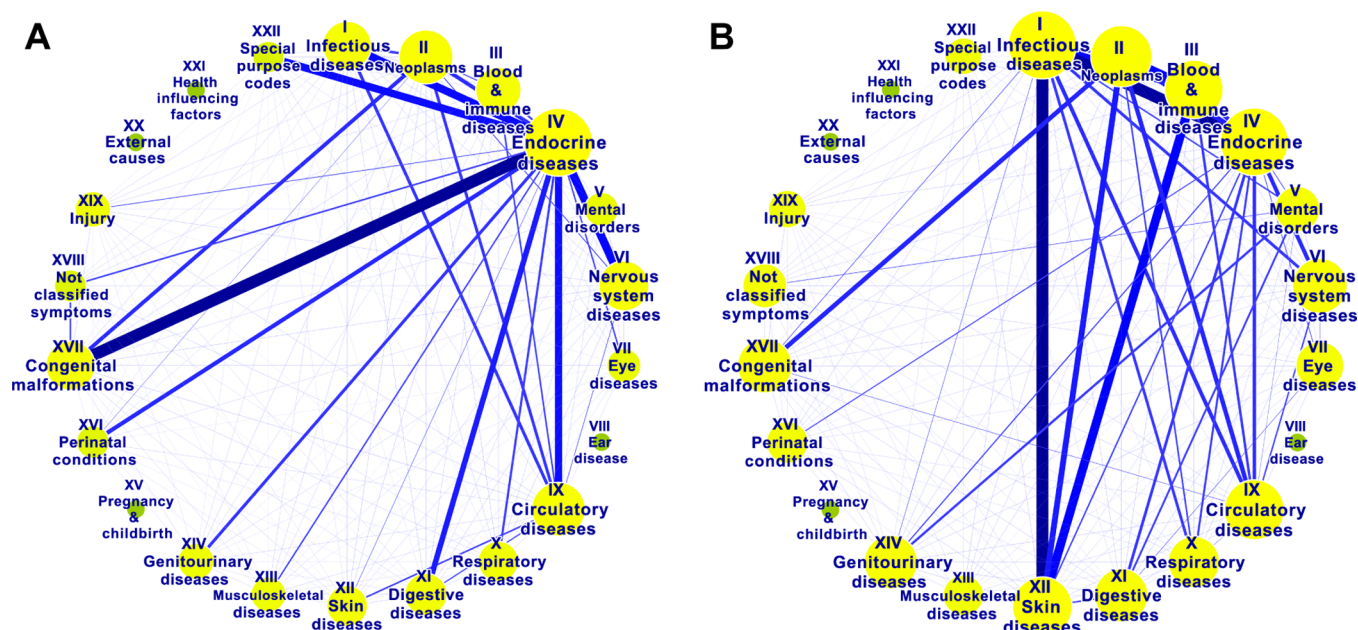 A
I
Infectious
diseases
II
Neoplasms
III
Blood
&
immune
diseases
IV
Endocrine
diseases
V
Mental
disorders
VI
Nervous
system
diseases
VII
Eye
diseases
VIII
Ear
disease
IX
Circulatory
diseases
X
Respiratory
diseases
XI
Digestive
diseases
XII
Skin
diseases
XIII
Musculoskeletal
diseases
XIV
Genitourinary
diseases
XV
Pregnancy
&
childbirth
XVI
Perinatal
conditions
XVII
Congenital
malformations
XVIII
Not
classified
symptoms
XIX
Injury
XX
External
causes
XXI
Health
influencing
factors
XXII
Special
purpose
codes
B
I
Infectious
diseases
II
Neoplasms
III
Blood
&
immune
diseases
IV
Endocrine
diseases
V
Mental
disorders
VI
Nervous
system
diseases
VII
Eye
diseases
VIII
Ear
disease
IX
Circulatory
diseases
X
Respiratory
diseases
XI
Digestive
diseases
XII
Skin
diseases
XIII
Musculoskeletal
diseases
XIV
Genitourinary
diseases
XV
Pregnancy
&
childbirth
XVI
Perinatal
conditions
XVII
Congenital
malformations
XVIII
Not
classified
symptoms
XIX
Injury
XX
External
causes
XXI
Health
influencing
factors
XXII
Special
purpose
codes